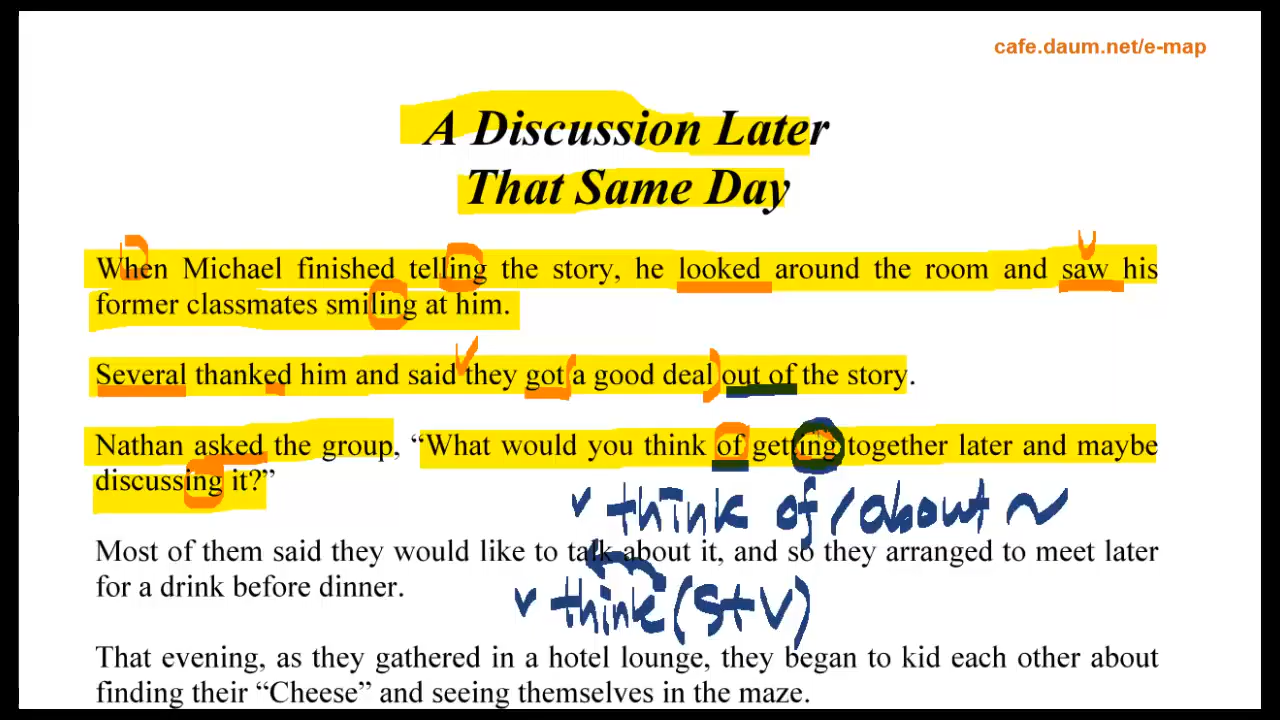 cafe.daum.net/e-map
A Discussion Later
That Same Day
When Michael finished telling the story, he looked around the room and saw his
former classmates smiling at him.
Several thanked him and said they got a good deal out of the story.
Nathan asked the group, “What would you think of getting together later and maybe
discussing it?”
think of / about ~
Most of them said they would like to talk about it, and so they arranged to meet later
for a drink before dinner.
think (S+V)
That evening, as they gathered in a hotel lounge, they began to kid each other about
finding their “Cheese” and seeing themselves in the maze.